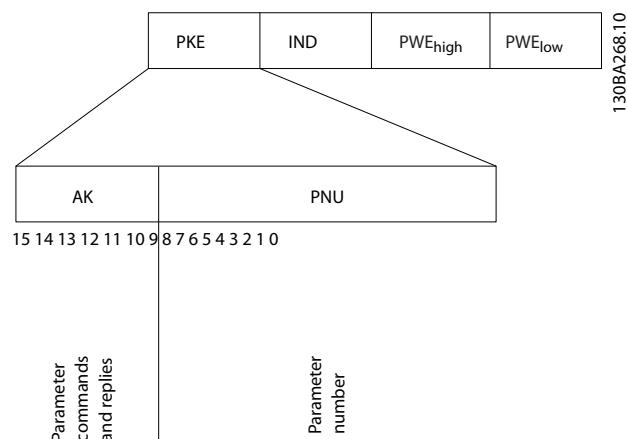 PKE IND PWEhigh PWElow
130BA268.10
AK PNU
15 14 13 12 11 10 9 8 7 6 5 4 3 2 1 0
Parameter
commands
and replies
Parameter
number